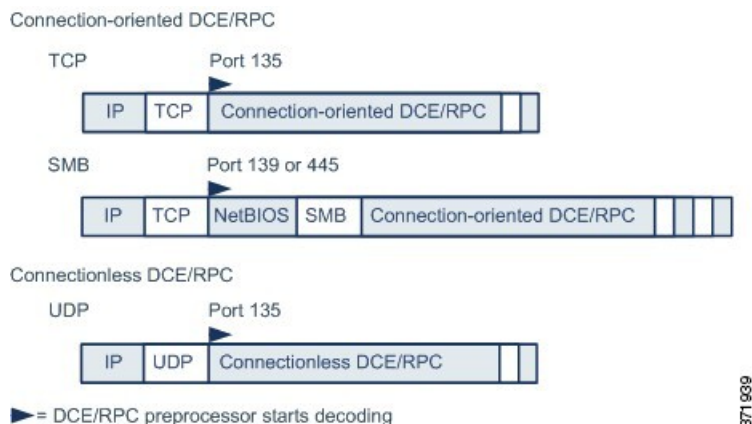 Connection-oriented DCE/RPC
TCP Port 135
IP TCP Connection-oriented DCE/RPC
SMB Port 139 or 445
IP TCP NetBIOS SMB Connection-oriented DCE/RPC
Connectionless DCE/RPC
UDP Port 135
IP UDP Connectionless DCE/RPC
= DCE/RPC preprocessor starts decoding
371939